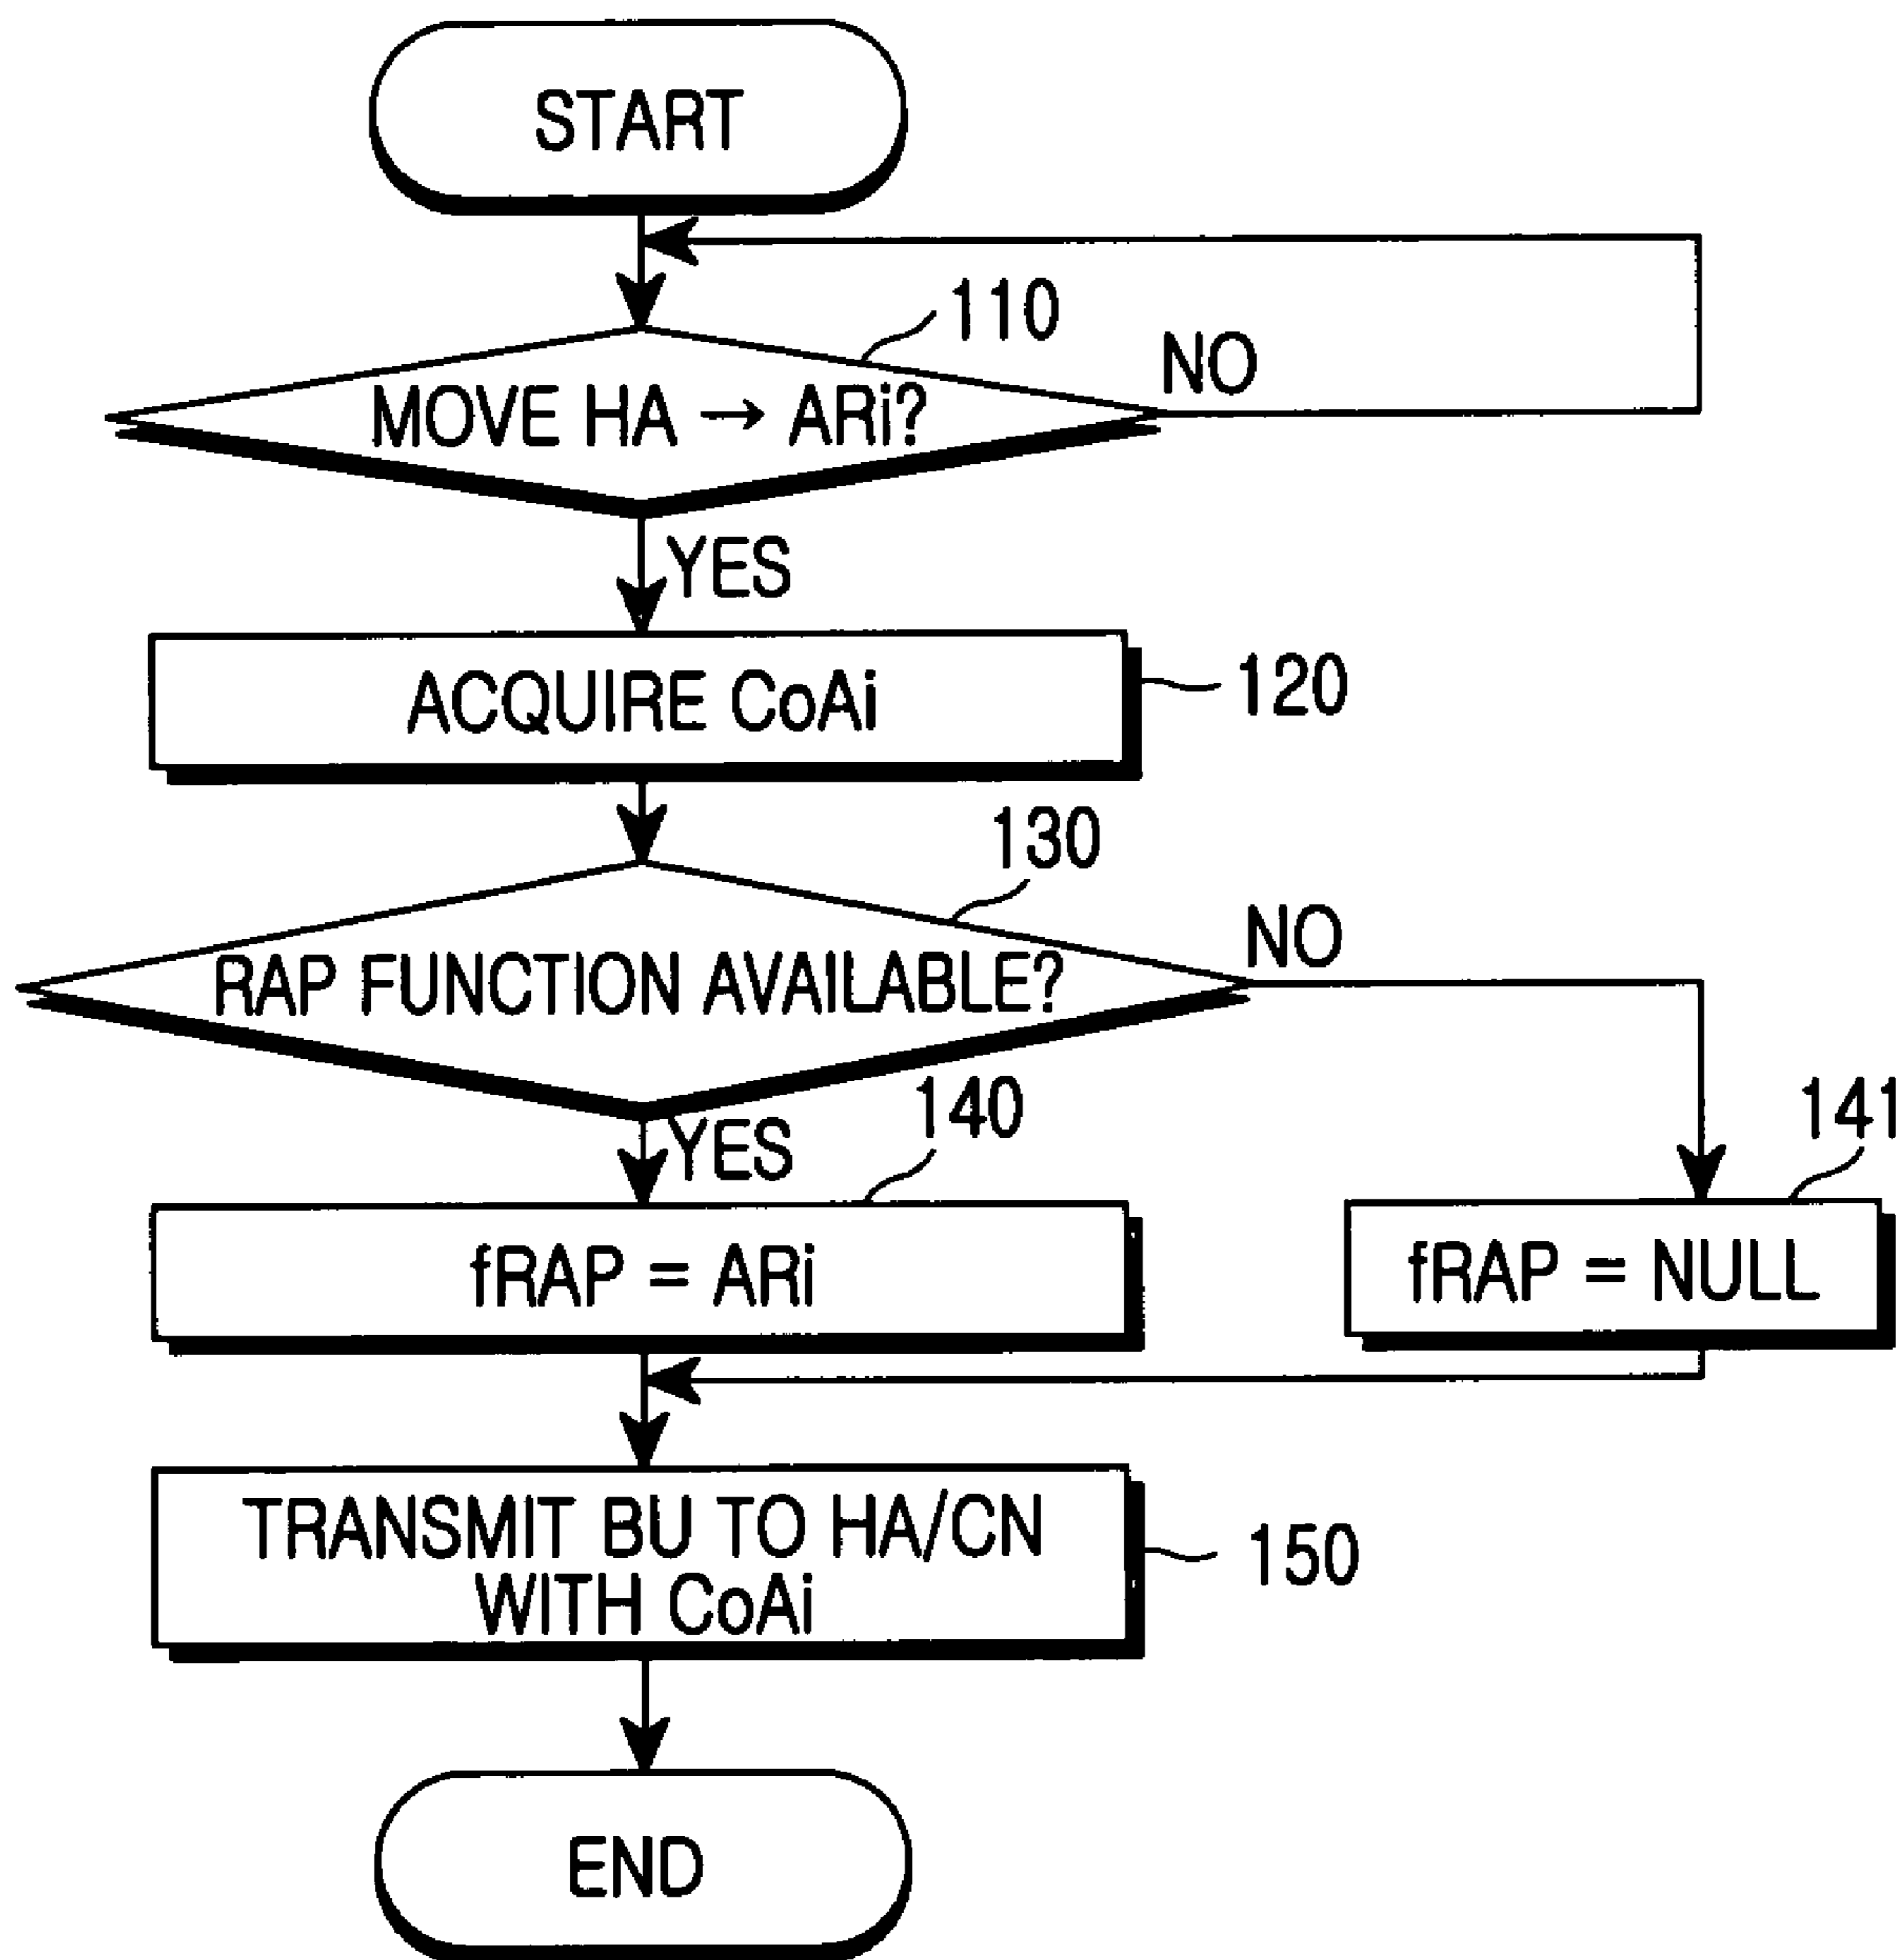 START
110
NO
MOVE HA → ARi?
YES
ACQUIRE CoAi
120
130
NO
RAP FUNCTION AVAILABLE?
YES
140
141
fRAP = ARi
fRAP = NULL
TRANSMIT BU TO HA/CN
WITH CoAi
150
END